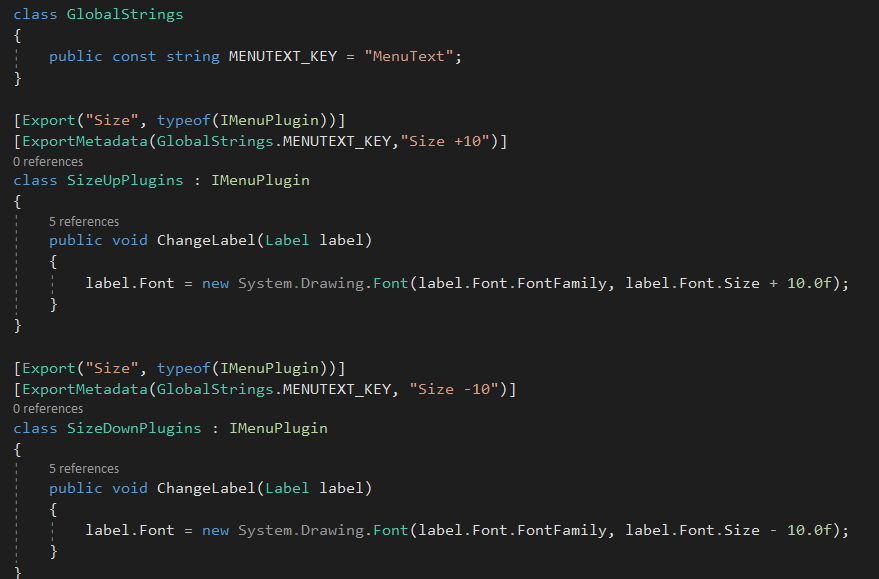 class GlobalStrings
{
    public const string MENUTEXT_KEY = "MenuText";
}

[Export("Size", typeof(IMenuPlugin))]
[ExportMetadata(GlobalStrings.MENUTEXT_KEY,"Size +10")]
0 references
class SizeUpPlugins : IMenuPlugin
{
    5 references
    public void ChangeLabel(Label label)
    {
        label.Font = new System.Drawing.Font(label.Font.FontFamily, label.Font.Size + 10.0f);
    }
}

[Export("Size", typeof(IMenuPlugin))]
[ExportMetadata(GlobalStrings.MENUTEXT_KEY, "Size -10")]
0 references
class SizeDownPlugins : IMenuPlugin
{
    5 references
    public void ChangeLabel(Label label)
    {
        label.Font = new System.Drawing.Font(label.Font.FontFamily, label.Font.Size - 10.0f);
    }
}